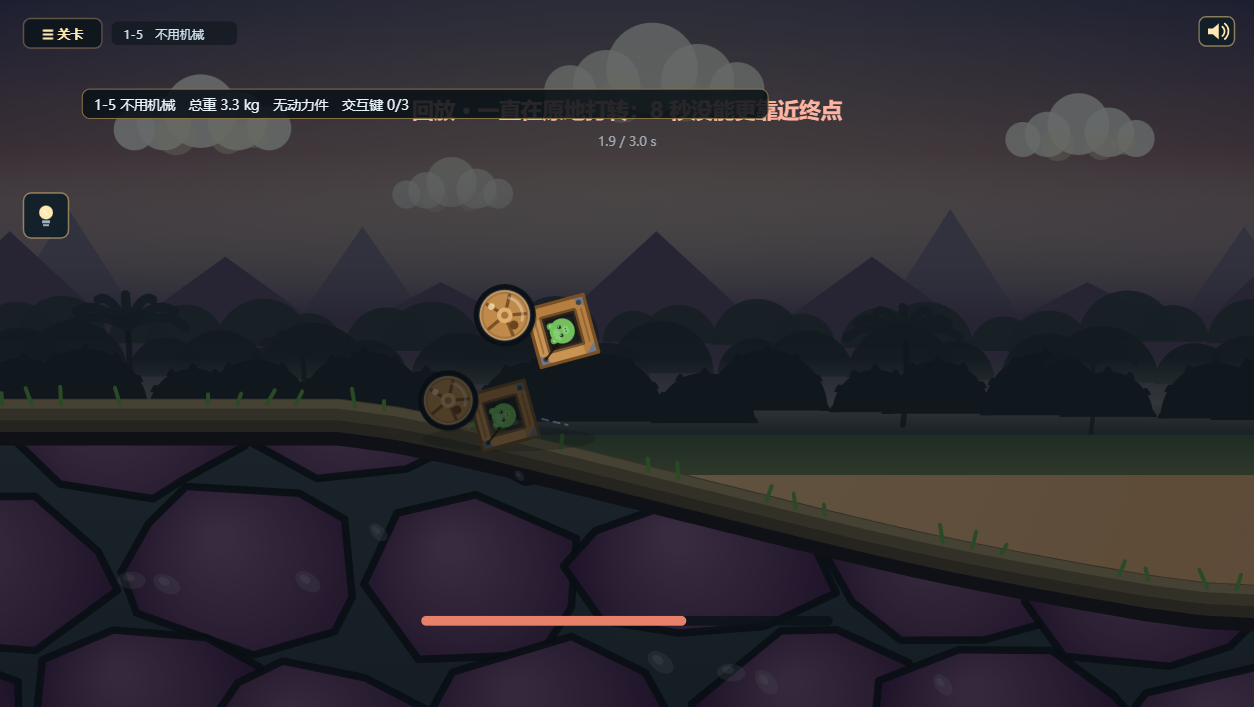 ☰ 关卡
1-5 不用机械
1-5 不用机械 总重 3.3 kg 无动力件 交互键 0/3
回放·一直在原地打转：8 秒没能更靠近终点
1.9 / 3.0 s